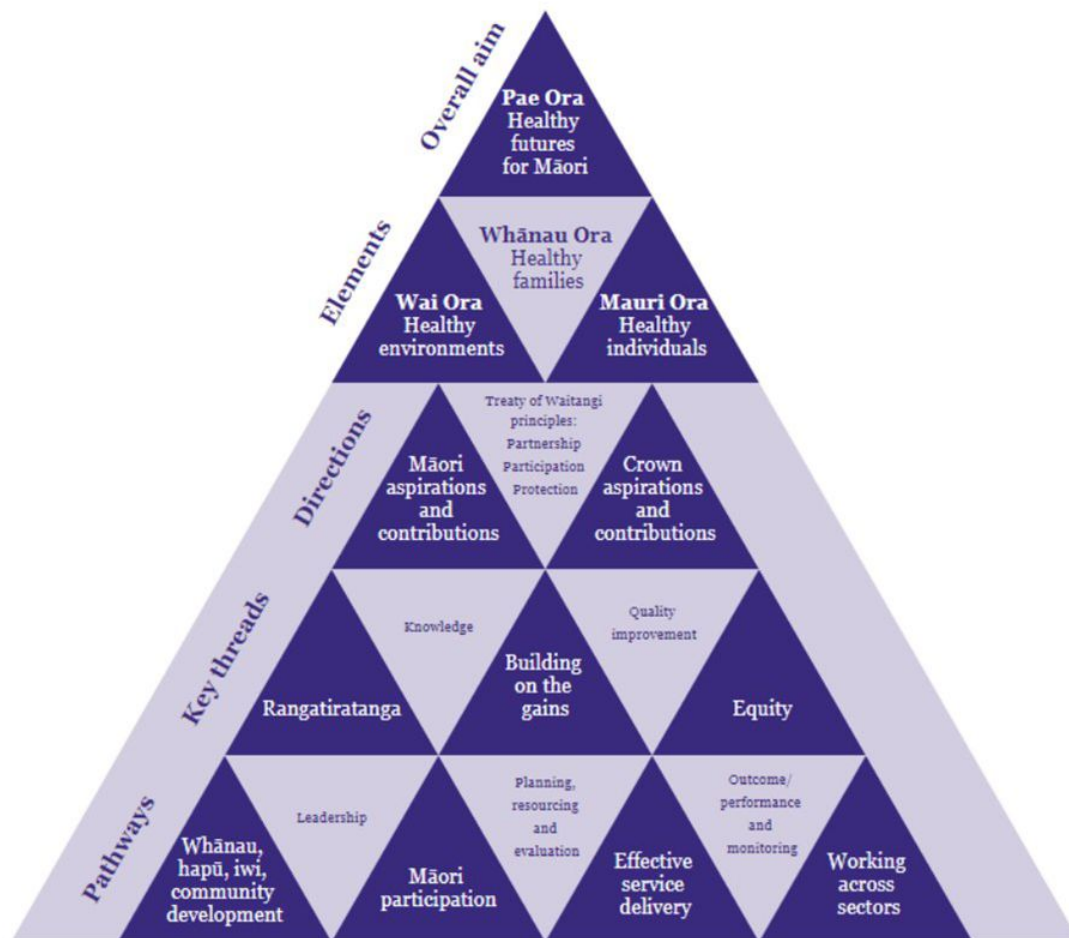 Overall aim
Pae Ora
Healthy
futures
for Māori
Elements
Whānau Ora
Healthy
families
Wai Ora
Healthy
environments
Mauri Ora
Healthy
individuals
Directions
Treaty of Waitangi
principles:
Partnership
Participation
Protection
Māori
aspirations
and
contributions
Crown
aspirations
and
contributions
Key threads
Knowledge
Quality
improvement
Rangatiratanga
Building
on the
gains
Equity
Pathways
Leadership
Planning,
resourcing
and
evaluation
Outcome/
performance
and
monitoring
Whānau,
hapū, iwi,
community
development
Māori
participation
Effective
service
delivery
Working
across
sectors